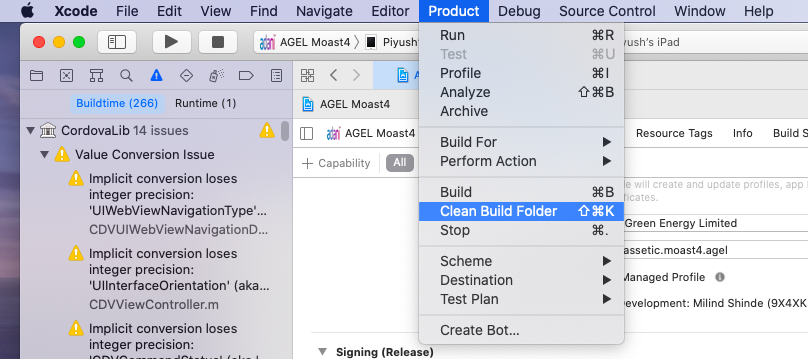 Xcode File Edit View Find Navigate Editor Product Debug Source Control Window Help
AGEL Moast4
Piyush's iPad
Buildtime (266) Runtime (1)
CordovaLib 14 issues
Value Conversion Issue
Implicit conversion loses
integer precision:
'UIWebViewNavigationType'...
CDVUIWebViewNavigationD...
Implicit conversion loses
integer precision:
'UIInterfaceOrientation' (aka...
CDVViewController.m
Implicit conversion loses
integer precision:
Run ⌘R
Test ⌘U
Profile ⌘I
Analyze ⇧⌘B
Archive
Build For
Perform Action
Build ⌘B
Clean Build Folder ⇧⌘K
Stop ⌘.
Scheme
Destination
Test Plan
Create Bot...
AGEL Moast4
AGEL Moast4
Resource Tags Info Build S
+ Capability All
le will create and update profiles, app
icates.
Green Energy Limited
assetic.moast4.agel
Managed Profile
Development: Milind Shinde (9X4XK
Signing (Release)